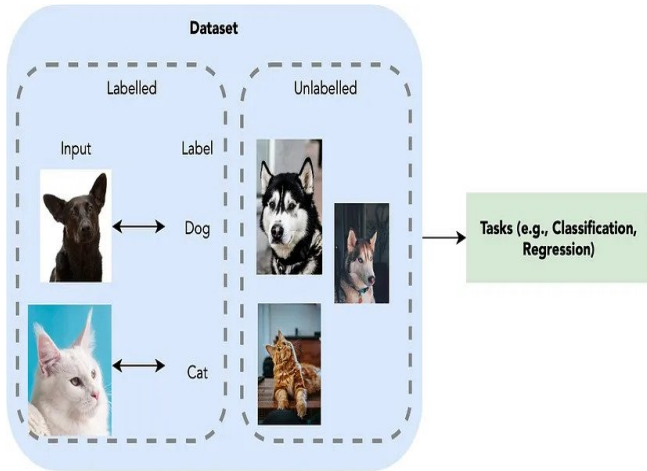 Dataset
Labelled
Unlabelled
Input
Label
Dog
Cat
Tasks (e.g., Classification,
Regression)